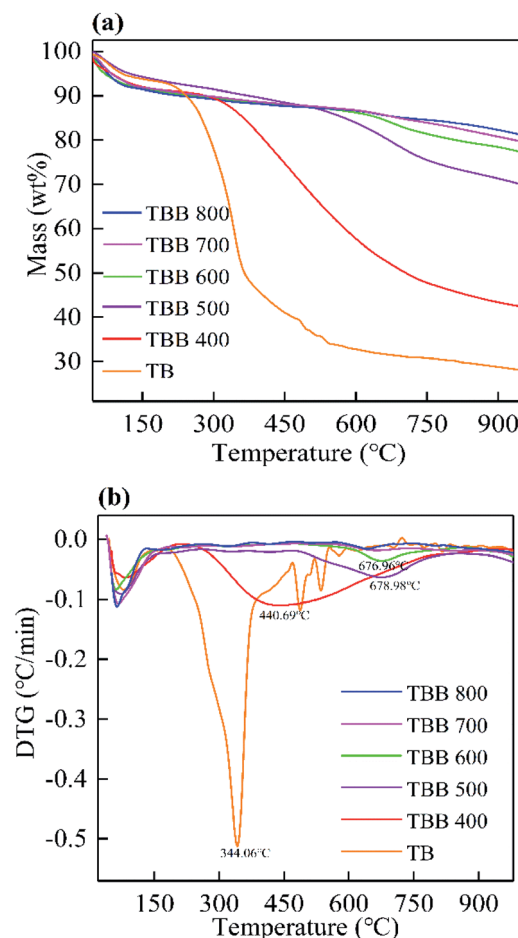 (a)
100
90
80
70
60
50
40
30
Mass (wt%)
TBB 800
TBB 700
TBB 600
TBB 500
TBB 400
TB
150 300 450 600 750 900
Temperature (°C)
(b)
0.0
-0.1
-0.2
-0.3
-0.4
-0.5
DTG (°C/min)
676.96°C
678.98°C
440.69°C
344.06°C
TBB 800
TBB 700
TBB 600
TBB 500
TBB 400
TB
150 300 450 600 750 900
Temperature (°C)